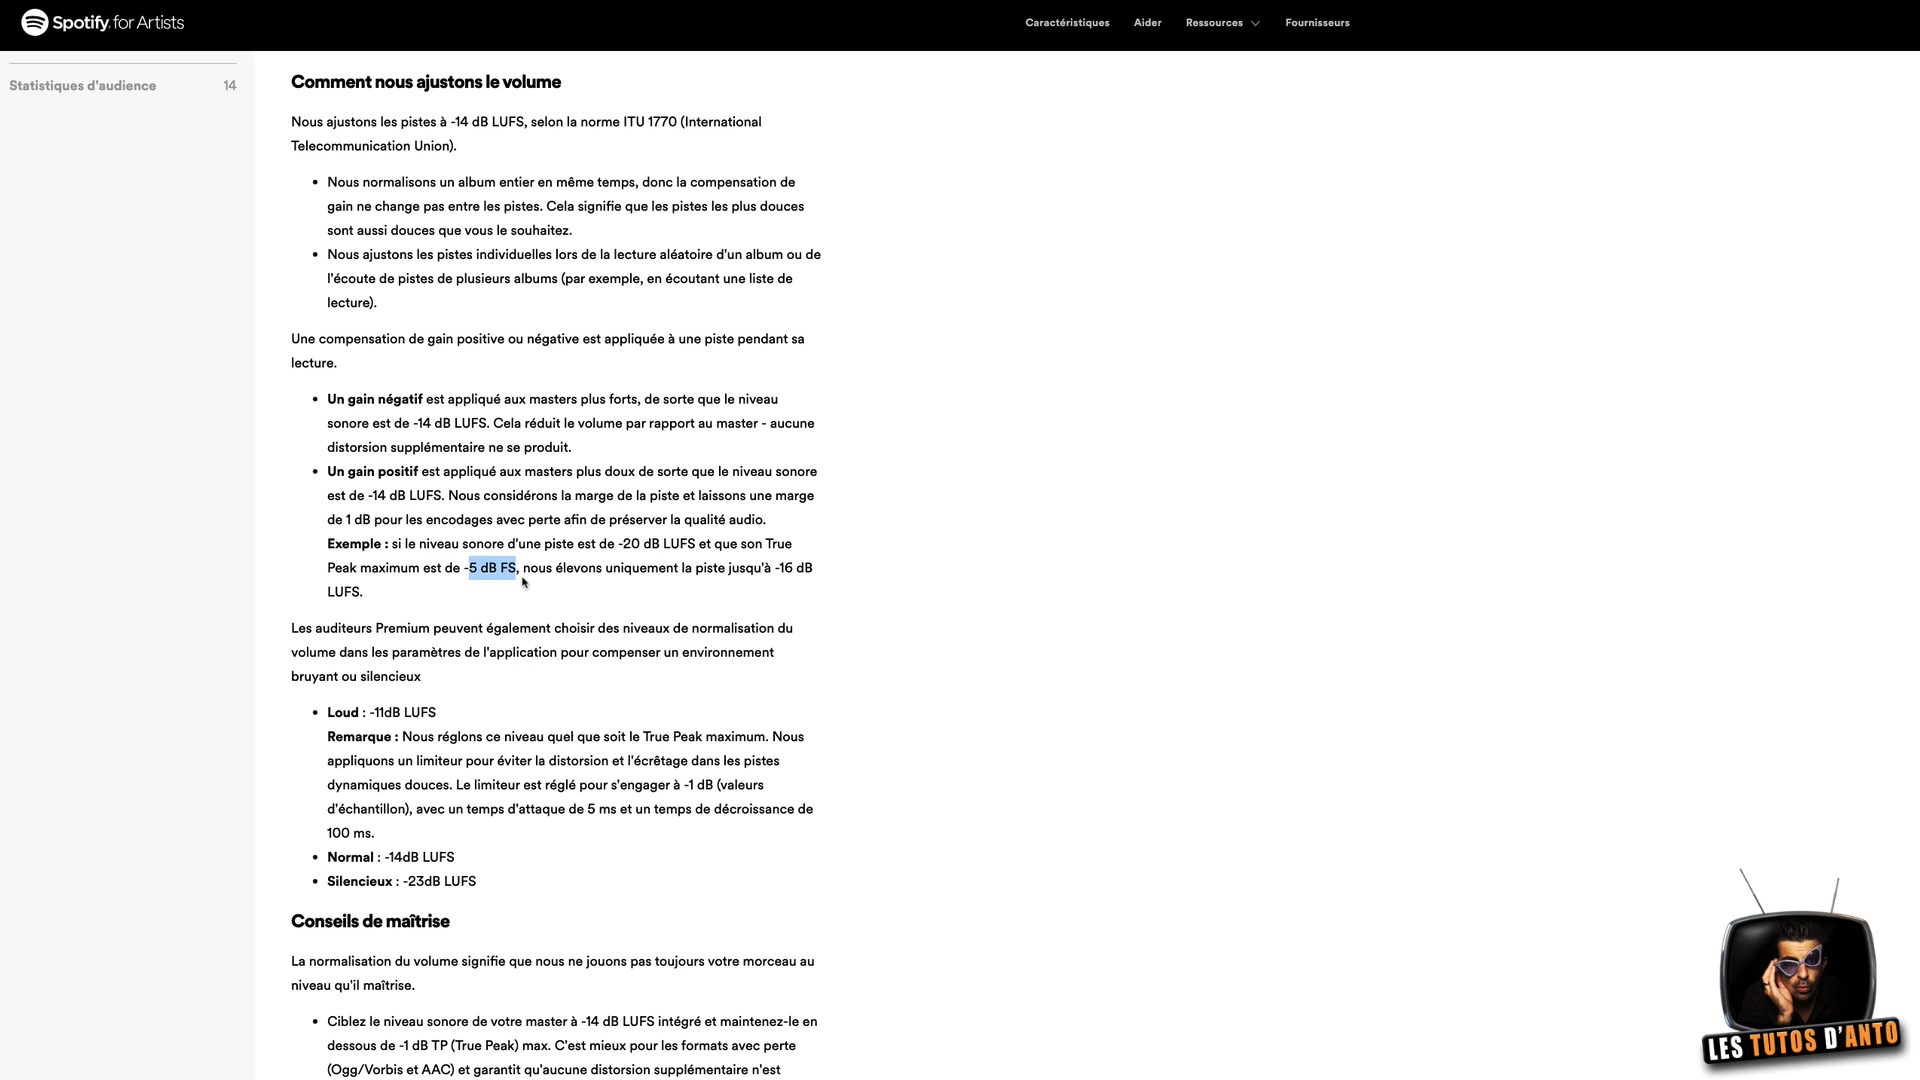 Spotify for Artists
Caractéristiques Aider Ressources Fournisseurs
Statistiques d'audience 14
Comment nous ajustons le volume
Nous ajustons les pistes à -14 dB LUFS, selon la norme ITU 1770 (International
Telecommunication Union).
• Nous normalisons un album entier en même temps, donc la compensation de
gain ne change pas entre les pistes. Cela signifie que les pistes les plus douces
sont aussi douces que vous le souhaitez.
• Nous ajustons les pistes individuelles lors de la lecture aléatoire d'un album ou de
l'écoute de pistes de plusieurs albums (par exemple, en écoutant une liste de
lecture).
Une compensation de gain positive ou négative est appliquée à une piste pendant sa
lecture.
• Un gain négatif est appliqué aux masters plus forts, de sorte que le niveau
sonore est de -14 dB LUFS. Cela réduit le volume par rapport au master - aucune
distorsion supplémentaire ne se produit.
• Un gain positif est appliqué aux masters plus doux de sorte que le niveau sonore
est de -14 dB LUFS. Nous considérons la marge de la piste et laissons une marge
de 1 dB pour les encodages avec perte afin de préserver la qualité audio.
Exemple : si le niveau sonore d'une piste est de -20 dB LUFS et que son True
Peak maximum est de -5 dB FS, nous élevons uniquement la piste jusqu'à -16 dB
LUFS.
Les auditeurs Premium peuvent également choisir des niveaux de normalisation du
volume dans les paramètres de l'application pour compenser un environnement
bruyant ou silencieux
• Loud : -11dB LUFS
Remarque : Nous réglons ce niveau quel que soit le True Peak maximum. Nous
appliquons un limiteur pour éviter la distorsion et l'écrêtage dans les pistes
dynamiques douces. Le limiteur est réglé pour s'engager à -1 dB (valeurs
d'échantillon), avec un temps d'attaque de 5 ms et un temps de décroissance de
100 ms.
• Normal : -14dB LUFS
• Silencieux : -23dB LUFS
Conseils de maîtrise
La normalisation du volume signifie que nous ne jouons pas toujours votre morceau au
niveau qu'il maîtrise.
• Ciblez le niveau sonore de votre master à -14 dB LUFS intégré et maintenez-le en
dessous de -1 dB TP (True Peak) max. C'est mieux pour les formats avec perte
(Ogg/Vorbis et AAC) et garantit qu'aucune distorsion supplémentaire n'est
LES TUTOS D'ANTO